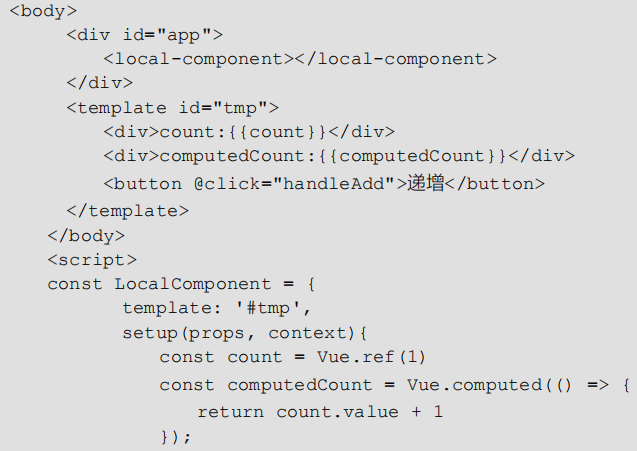 <body>
<div id="app">
<local-component></local-component>
</div>
<template id="tmp">
<div>count:{{count}}</div>
<div>computedCount:{{computedCount}}</div>
<button @click="handleAdd">递增</button>
</template>
</body>
<script>
const LocalComponent = {
template: '#tmp',
setup(props, context){
const count = Vue.ref(1)
const computedCount = Vue.computed(() => {
return count.value + 1
});